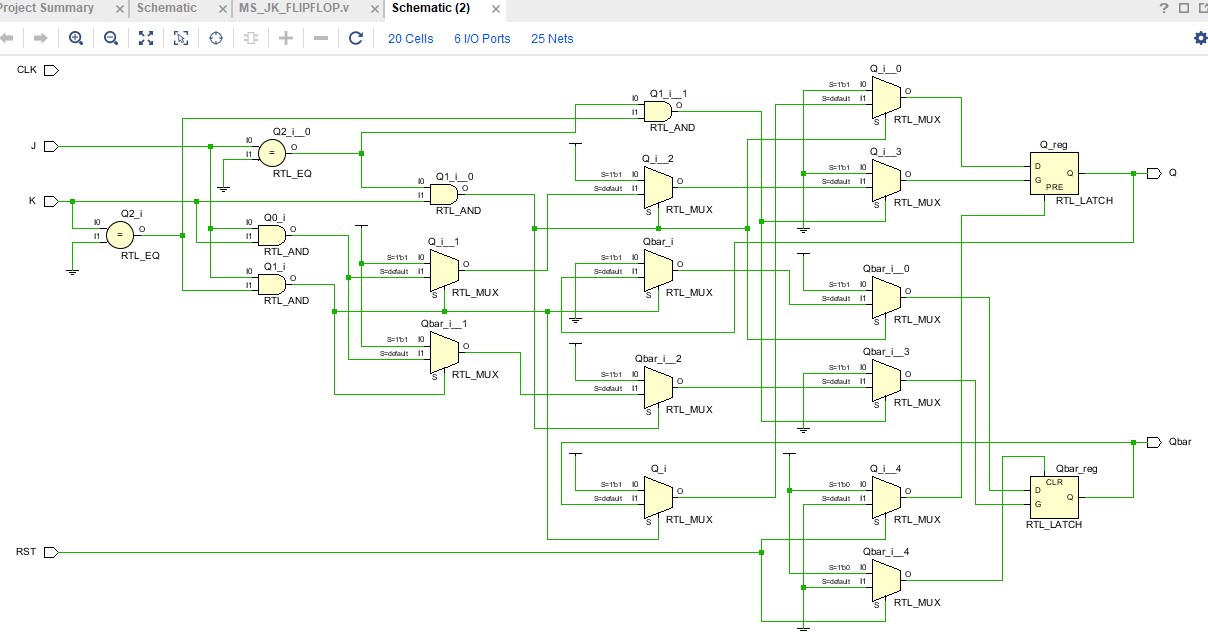 Project Summary × Schematic × MS_JK_FLIPFLOP.v × Schematic (2) ×
20 Cells 6 I/O Ports 25 Nets
CLK
J
K
RST
Q2_i
I0
I1
=
O
RTL_EQ
Q2_i__0
I0
I1
=
O
RTL_EQ
Q0_i
I0
I1
O
RTL_AND
Q1_i
I0
I1
O
RTL_AND
Q1_i__0
I0
I1
O
RTL_AND
Q_i__1
S=1'b1 I0
S=default I1
O
S
RTL_MUX
Qbar_i__1
S=1'b1 I0
S=default I1
O
S
RTL_MUX
Q1_i__1
I0
I1
O
RTL_AND
Q_i__2
S=1'b1 I0
S=default I1
O
S
RTL_MUX
Qbar_i
S=1'b1 I0
S=default I1
O
S
RTL_MUX
Qbar_i__2
S=1'b1 I0
S=default I1
O
S
RTL_MUX
Q_i
S=1'b1 I0
S=default I1
O
S
RTL_MUX
Q_i__0
S=1'b1 I0
S=default I1
O
S
RTL_MUX
Q_i__3
S=1'b1 I0
S=default I1
O
S
RTL_MUX
Qbar_i__0
S=1'b1 I0
S=default I1
O
S
RTL_MUX
Qbar_i__3
S=1'b1 I0
S=default I1
O
S
RTL_MUX
Q_i__4
S=1'b0 I0
S=default I1
O
S
RTL_MUX
Qbar_i__4
S=1'b0 I0
S=default I1
O
S
RTL_MUX
Q_reg
D
G
Q
PRE
RTL_LATCH
Q
Qbar
Qbar_reg
CLR
D
G
Q
RTL_LATCH